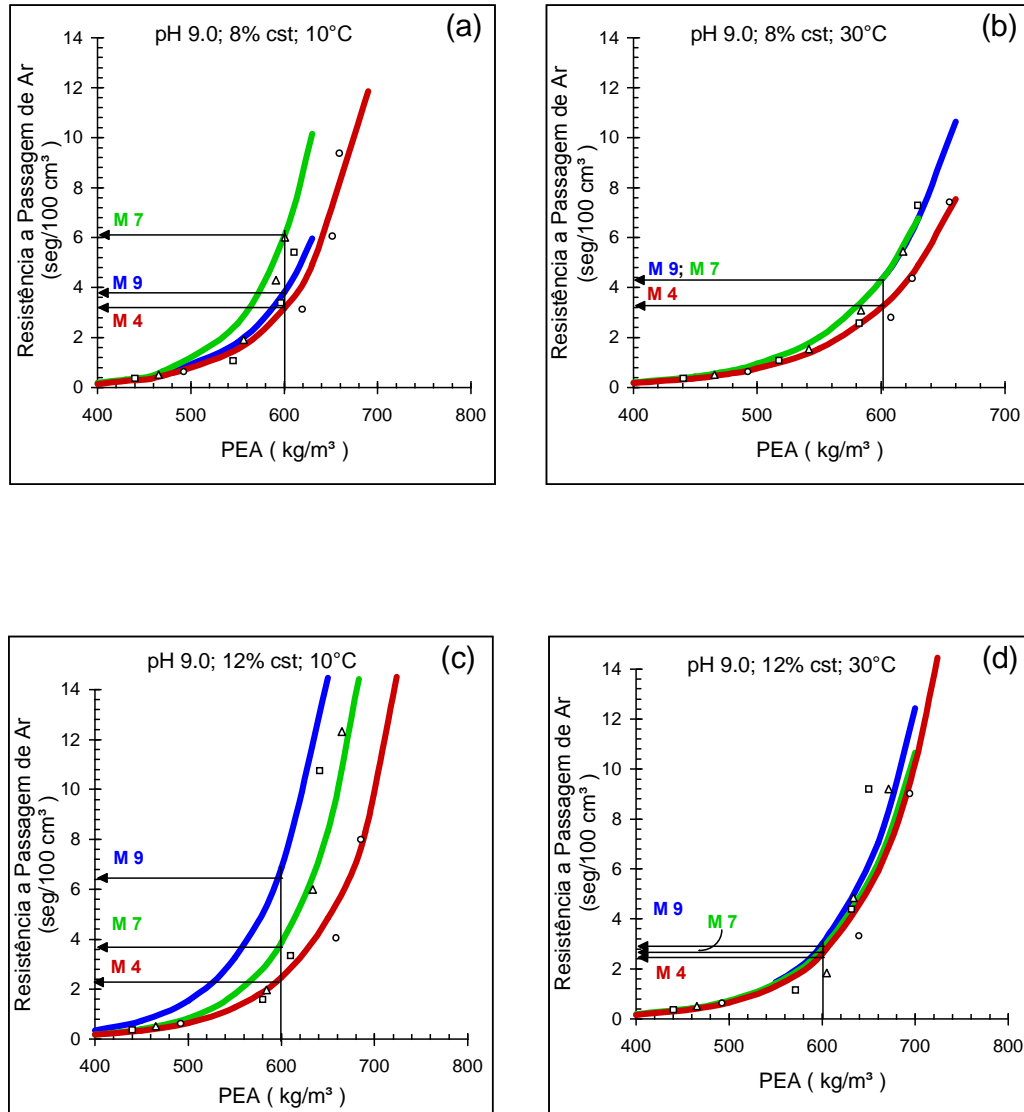 (a)
pH 9.0; 8% cst; 10°C
Resistência a Passagem de Ar
(seg/100 cm³)
14
12
10
8
6
4
2
0
M 7
M 9
M 4
400 500 600 700
PEA ( kg/m³ )
(b)
pH 9.0; 8% cst; 30°C
Resistência a Passagem de Ar
(seg/100 cm³)
14
12
10
8
6
4
2
0
M 9; M 7
M 4
400 500 600 700
PEA ( kg/m³ )
(c)
pH 9.0; 12% cst; 10°C
Resistência a Passagem de Ar
(seg/100 cm³)
14
12
10
8
6
4
2
0
M 9
M 7
M 4
400 500 600 700 800
PEA ( kg/m³ )
(d)
pH 9.0; 12% cst; 30°C
Resistência a Passagem de Ar
(seg/100 cm³)
14
12
10
8
6
4
2
0
M 9
M 7
M 4
400 500 600 700 800
PEA ( kg/m³ )